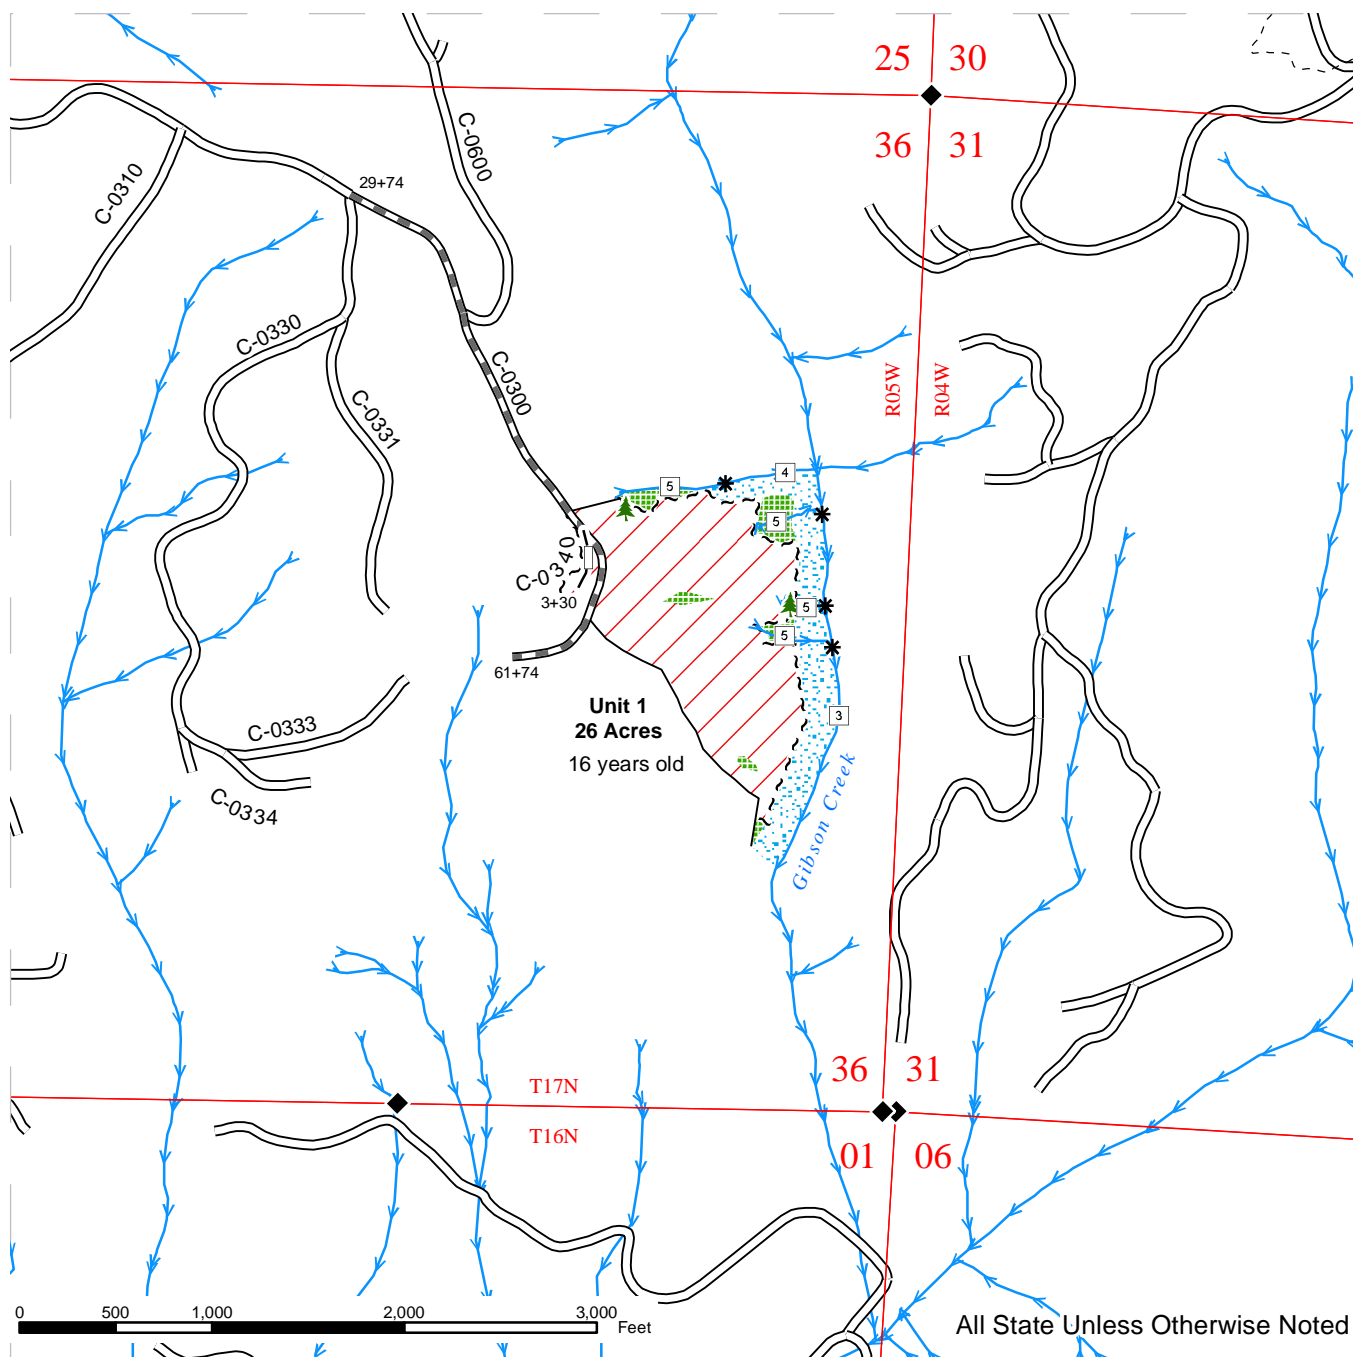 25 30
36 31
C-0600
29+74
C-0310
C-0330
C-0300
R05W
R04W
C-0331
4
5
5
C-0340
3+30
5
5
61+74
Unit 1
26 Acres
16 years old
3
C-0333
C-0334
Gibson Creek
36 31
T17N
T16N
01 06
0 500 1,000 2,000 3,000
Feet
All State Unless Otherwise Noted